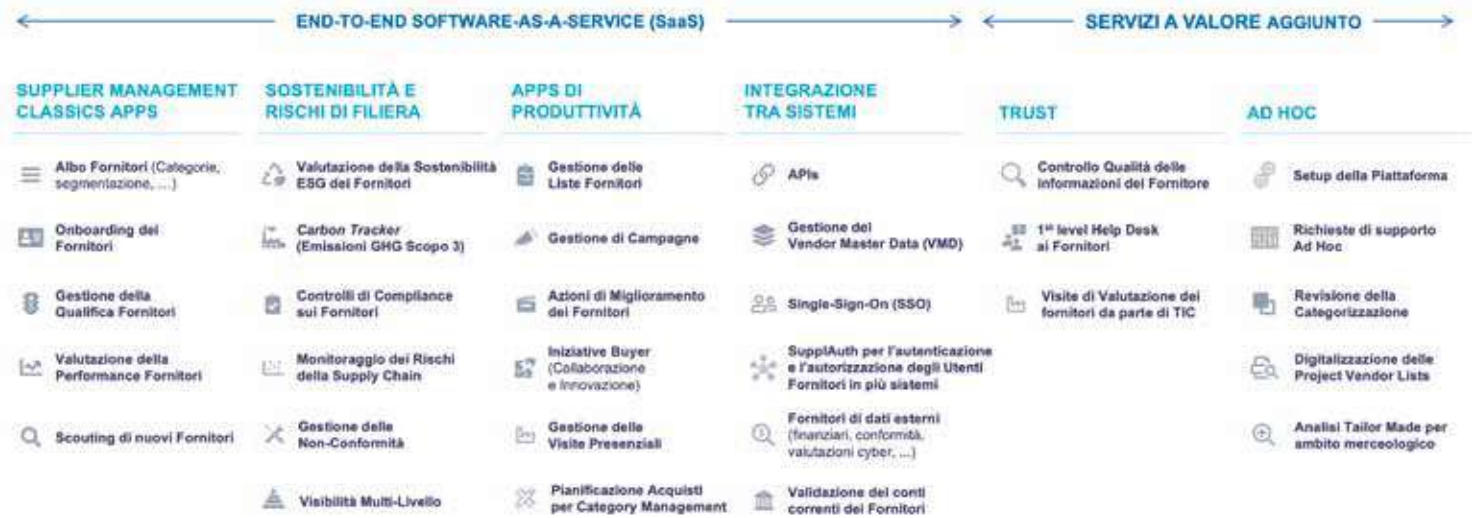 END-TO-END SOFTWARE-AS-A-SERVICE (SaaS)
SERVIZI A VALORE AGGIUNTO
SUPPLIER MANAGEMENT
CLASSICS APPS
Albo Fornitori (Categorie,
segmentazione, ...)
Onboarding dei
Fornitori
Gestione della
Qualifica Fornitori
Valutazione della
Performance Fornitori
Scouting di nuovi Fornitori
SOSTENIBILITÀ E
RISCHI DI FILIERA
Valutazione della Sostenibilità
ESG dei Fornitori
Carbon Tracker
(Emissioni GHG Scopo 3)
Controlli di Compliance
sui Fornitori
Monitoraggio dei Rischi
della Supply Chain
Gestione delle
Non-Conformità
Visibilità Multi-Livello
APPS DI
PRODUTTIVITÀ
Gestione delle
Liste Fornitori
Gestione di Campagne
Azioni di Miglioramento
dei Fornitori
Iniziative Buyer
(Collaborazione
e Innovazione)
Gestione delle
Visite Presenziali
Pianificazione Acquisti
per Category Management
INTEGRAZIONE
TRA SISTEMI
APIs
Gestione dei
Vendor Master Data (VMD)
Single-Sign-On (SSO)
SupplAuth per l'autenticazione
e l'autorizzazione degli Utenti
Fornitori in più sistemi
Fornitori di dati esterni
(finanziari, conformità,
valutazioni cyber, ...)
Validazione dei conti
correnti dei Fornitori
TRUST
Controllo Qualità delle
informazioni del Fornitore
1st level Help Desk
ai Fornitori
Visite di Valutazione dei
fornitori da parte di TIC
AD HOC
Setup della Piattaforma
Richieste di supporto
Ad Hoc
Revisione della
Categorizzazione
Digitalizzazione delle
Project Vendor Lists
Analisi Tailor Made per
ambito merceologico